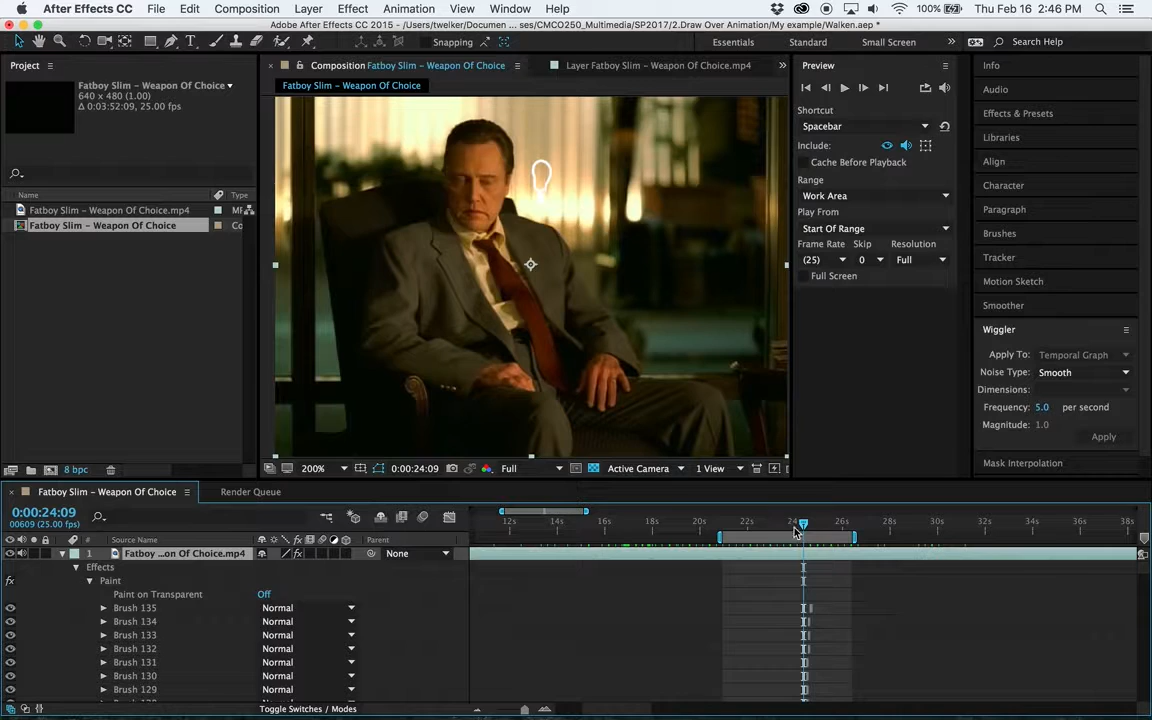 After Effects CC File Edit Composition Layer Effect Animation View Window Help 100% Thu Feb 16 2:46 PM
Adobe After Effects CC 2015 - /Users/twelker/Documen ... ses/CMCO250_Multimedia/SP2017/2.Draw Over Animation/My example/Walken.aep *
Snapping Essentials Standard Small Screen Search Help
Project Composition Fatboy Slim - Weapon Of Choice Layer Fatboy Slim - Weapon Of Choice.mp4 Preview Info
Fatboy Slim - Weapon Of Choice
640 x 480 (1.00)
Δ 0:03:52:09, 25.00 fps
Fatboy Slim - Weapon Of Choice
Name Type
Fatboy Slim - Weapon Of Choice.mp4
Fatboy Slim - Weapon Of Choice Co
8 bpc
200% 0:00:24:09 Full Active Camera 1 View
Shortcut
Spacebar
Include:
Cache Before Playback
Range
Work Area
Play From
Start Of Range
Frame Rate Skip Resolution
(25) 0 Full
Full Screen
Audio
Effects & Presets
Libraries
Align
Character
Paragraph
Brushes
Tracker
Motion Sketch
Smoother
Wiggler
Apply To: Temporal Graph
Noise Type: Smooth
Dimensions:
Frequency: 5.0 per second
Magnitude: 1.0
Apply
Mask Interpolation
Fatboy Slim - Weapon Of Choice Render Queue
0:00:24:09
00609 (25.00 fps)
12s 14s 16s 18s 20s 22s 24 26s 28s 30s 32s 34s 36s 38s
# Source Name Parent
1 Fatboy ...on Of Choice.mp4 None
Effects
Paint
Paint on Transparent Off
Brush 135 Normal
Brush 134 Normal
Brush 133 Normal
Brush 132 Normal
Brush 131 Normal
Brush 130 Normal
Brush 129 Normal
Toggle Switches / Modes